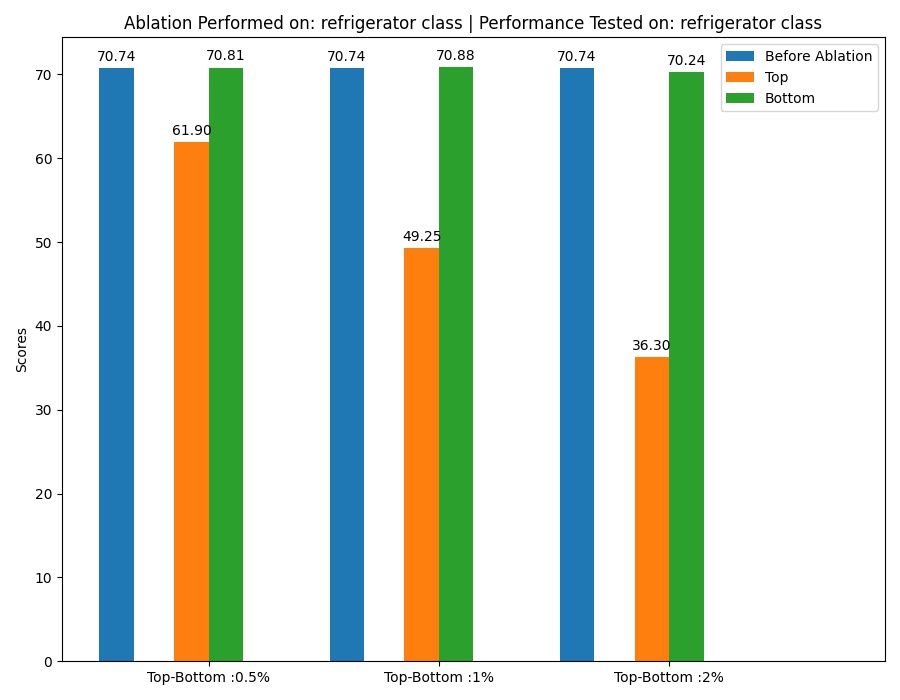 Ablation Performed on: refrigerator class | Performance Tested on: refrigerator class
70.74 70.81 70.74 70.88 70.74 70.24
61.90
49.25
36.30
Before Ablation
Top
Bottom
Scores
70
60
50
40
30
20
10
0
Top-Bottom :0.5% Top-Bottom :1% Top-Bottom :2%